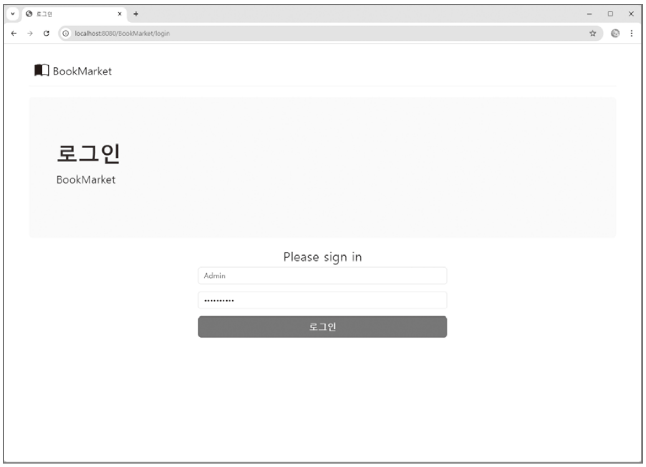 로그인
localhost:8080/BookMarket/login
BookMarket
로그인
BookMarket
Please sign in
Admin
••••••••••
로그인